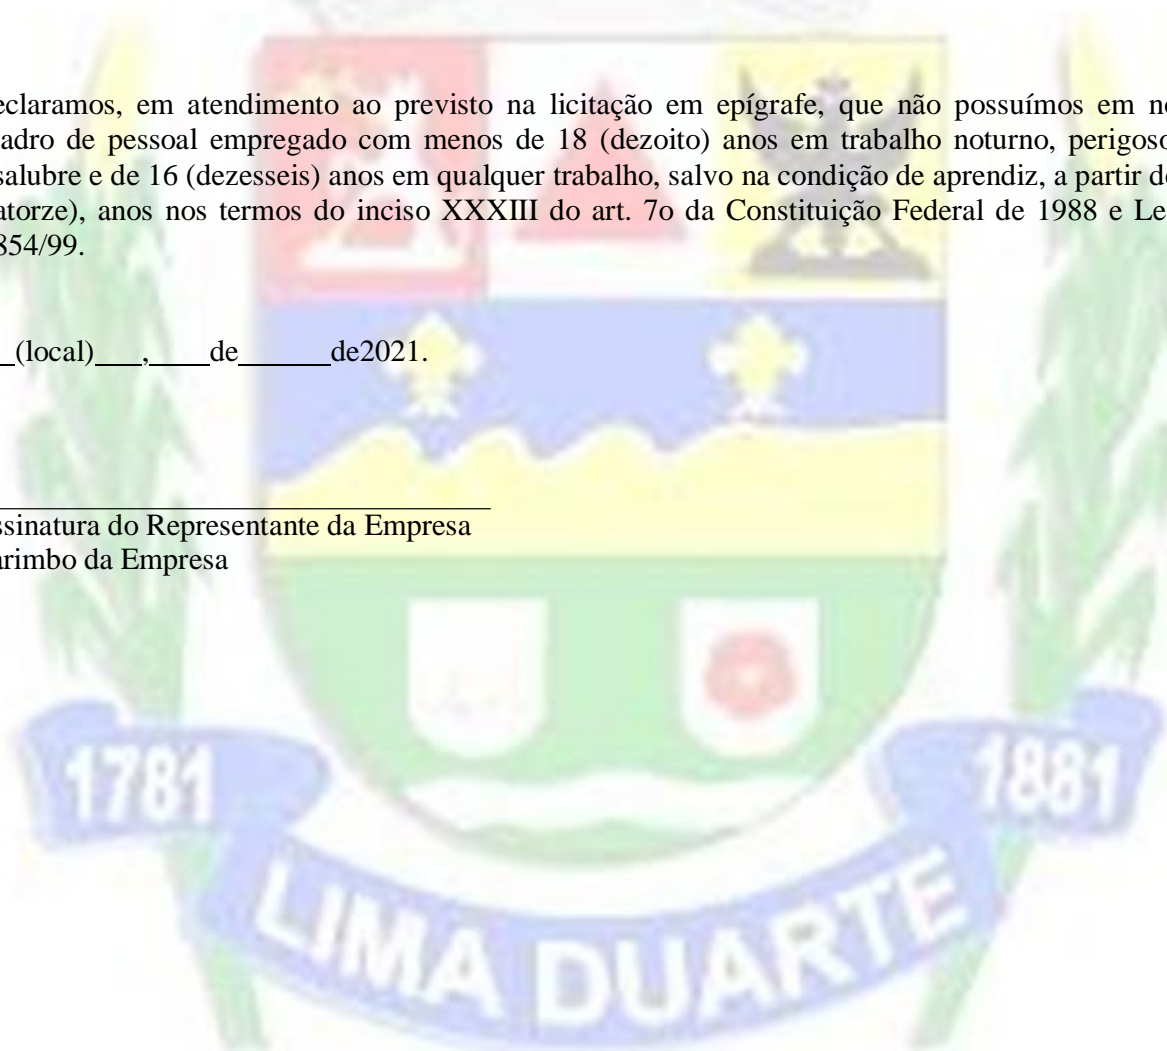 eclaramos, em atendimento ao previsto na licitação em epígrafe, que não possuímos em no
adro de pessoal empregado com menos de 18 (dezoito) anos em trabalho noturno, perigoso
salubre e de 16 (dezesseis) anos em qualquer trabalho, salvo na condição de aprendiz, a partir de
atorze), anos nos termos do inciso XXXIII do art. 7o da Constituição Federal de 1988 e Le
854/99.
_(local)___,____de______de2021.
ssinatura do Representante da Empresa
arimbo da Empresa
1781
1881
LIMA DUARTE